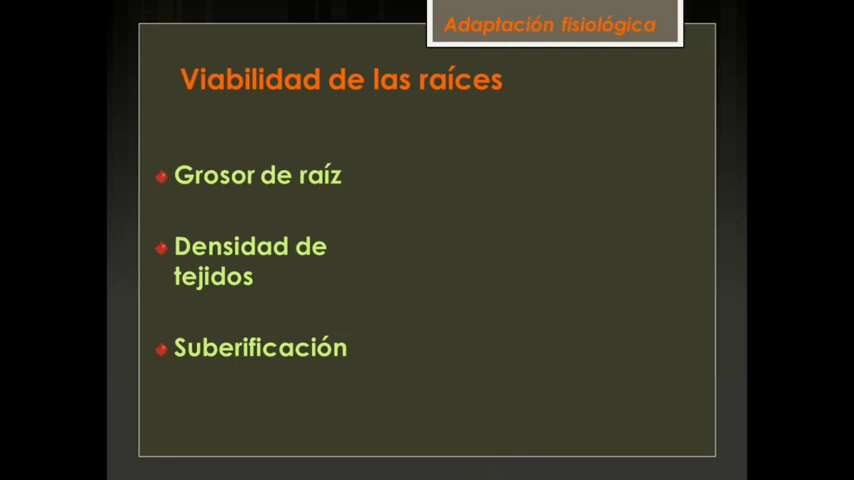 Adaptación fisiológica
Viabilidad de las raíces
Grosor de raíz
Densidad de
tejidos
Suberificación